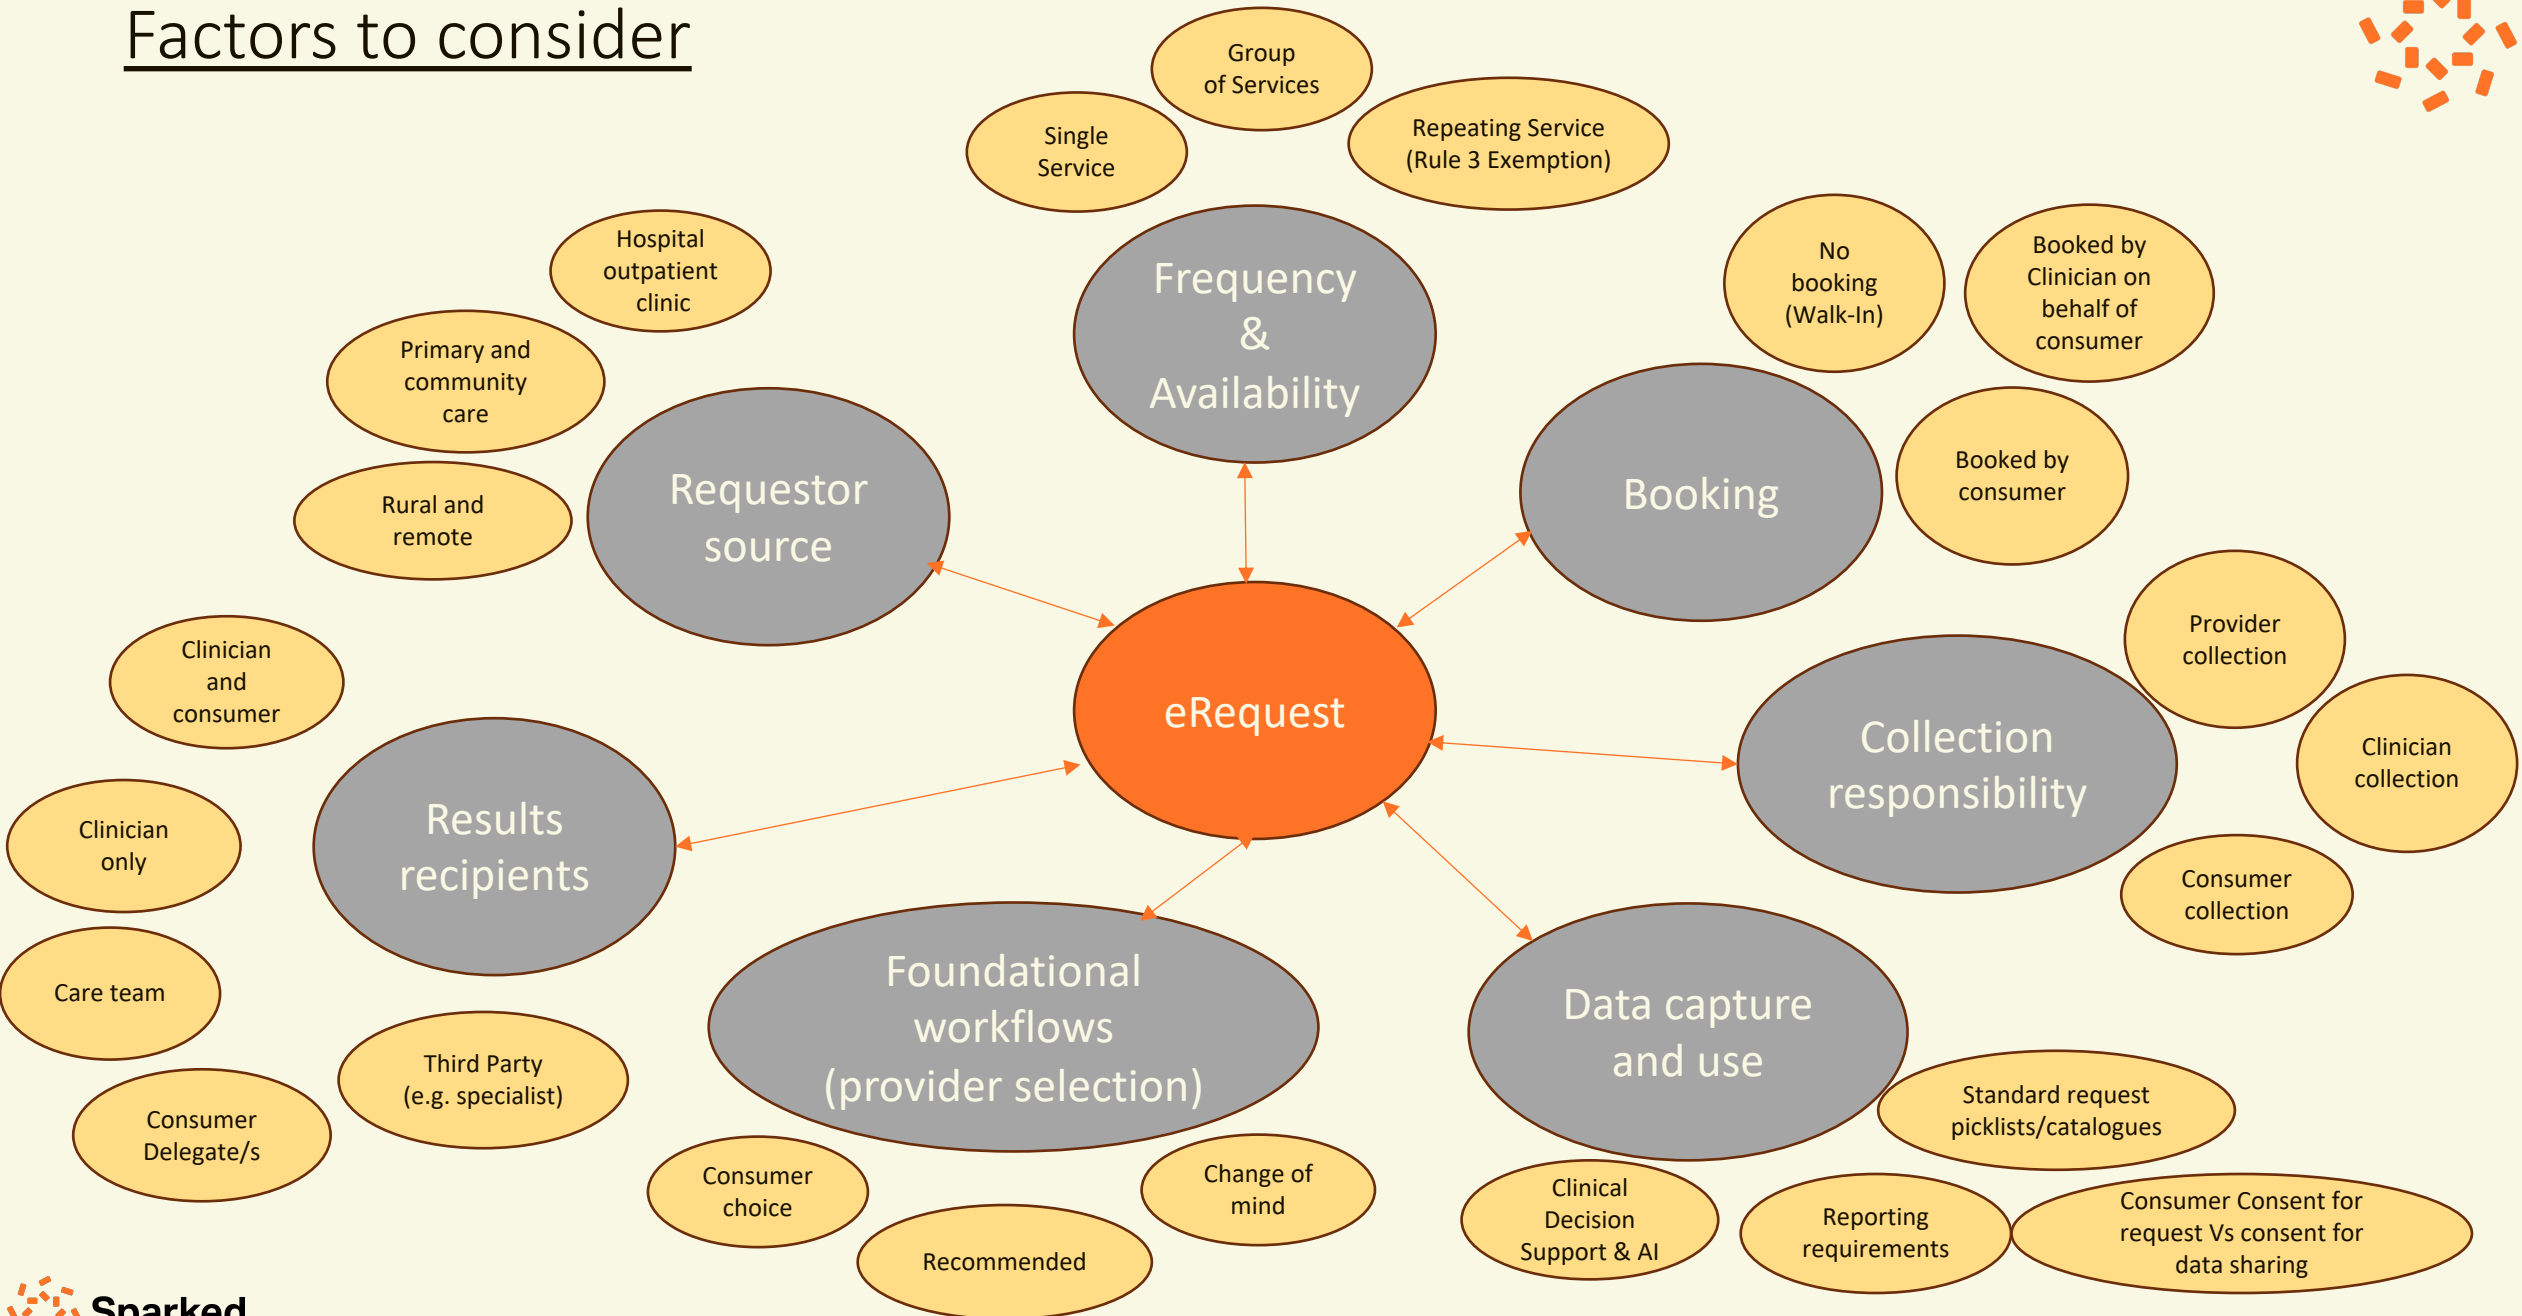 Factors to consider
Group
of Services
Single
Service
Repeating Service
(Rule 3 Exemption)
Frequency
&
Availability
Hospital
outpatient
clinic
Primary and
community
care
Rural and
remote
Requestor
source
No
booking
(Walk-In)
Booked by
Clinician on
behalf of
consumer
Booked by
consumer
Booking
eRequest
Provider
collection
Clinician
collection
Consumer
collection
Collection
responsibility
Clinician
and
consumer
Clinician
only
Care team
Consumer
Delegate/s
Third Party
(e.g. specialist)
Results
recipients
Foundational
workflows
(provider selection)
Consumer
choice
Recommended
Change of
mind
Data capture
and use
Standard request
picklists/catalogues
Clinical
Decision
Support & AI
Reporting
requirements
Consumer Consent for
request Vs consent for
data sharing
Sparked